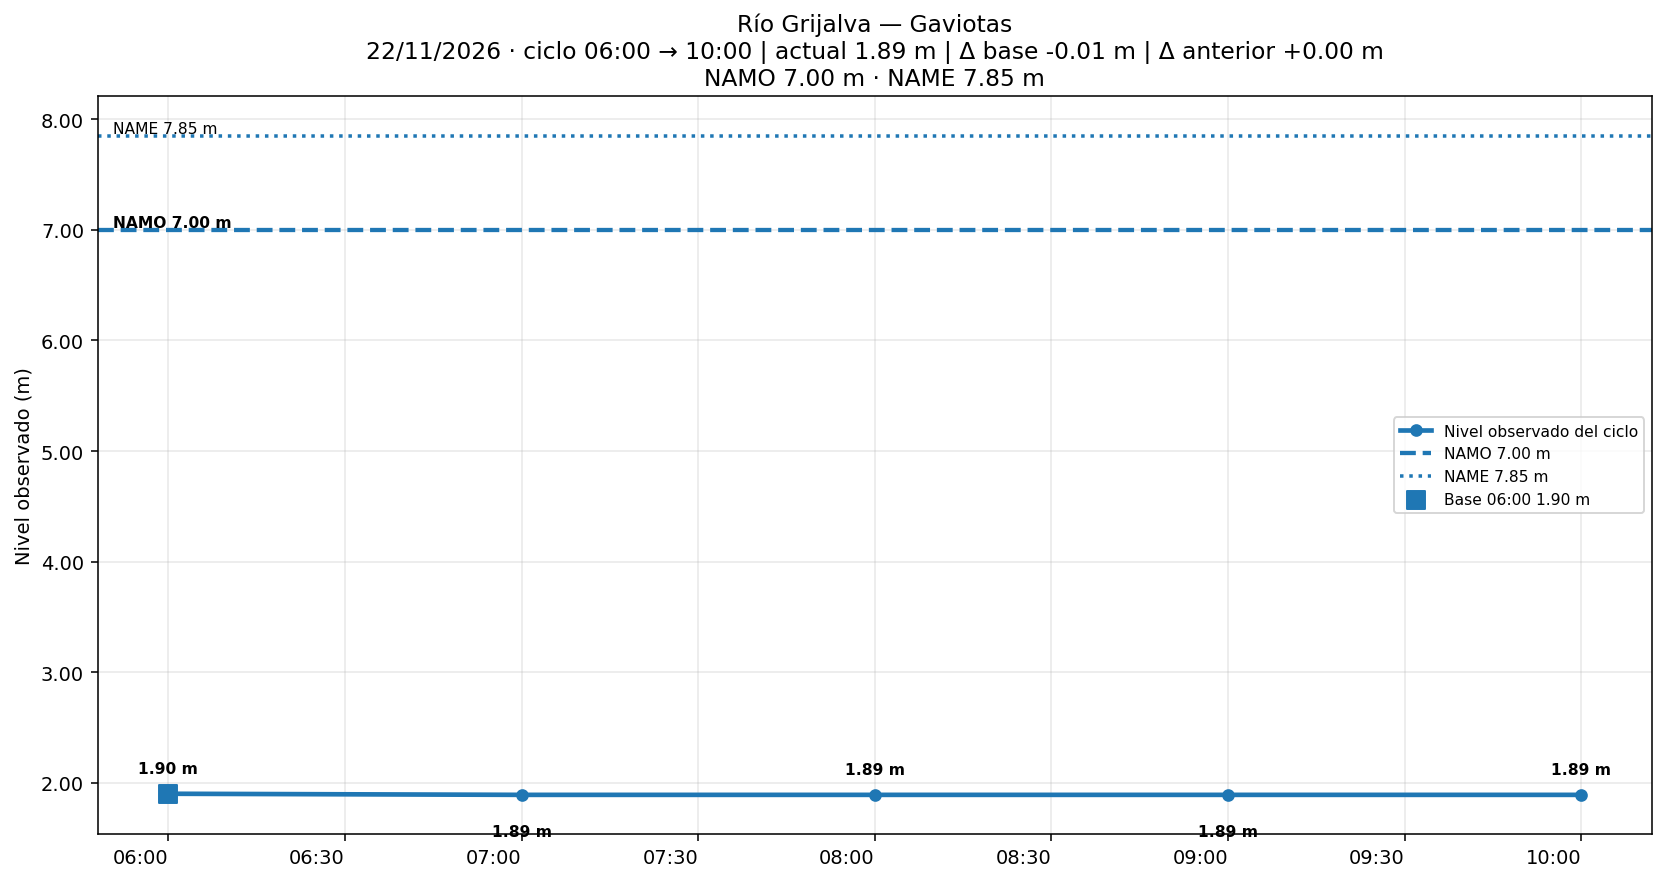 Río Grijalva — Gaviotas
22/11/2026 · ciclo 06:00 → 10:00 | actual 1.89 m | Δ base -0.01 m | Δ anterior +0.00 m
NAMO 7.00 m · NAME 7.85 m
Nivel observado (m)
8.00
7.00
6.00
5.00
4.00
3.00
2.00
NAME 7.85 m
NAMO 7.00 m
Nivel observado del ciclo
NAMO 7.00 m
NAME 7.85 m
Base 06:00 1.90 m
1.90 m
1.89 m
1.89 m
1.89 m
1.89 m
06:00
06:30
07:00
07:30
08:00
08:30
09:00
09:30
10:00